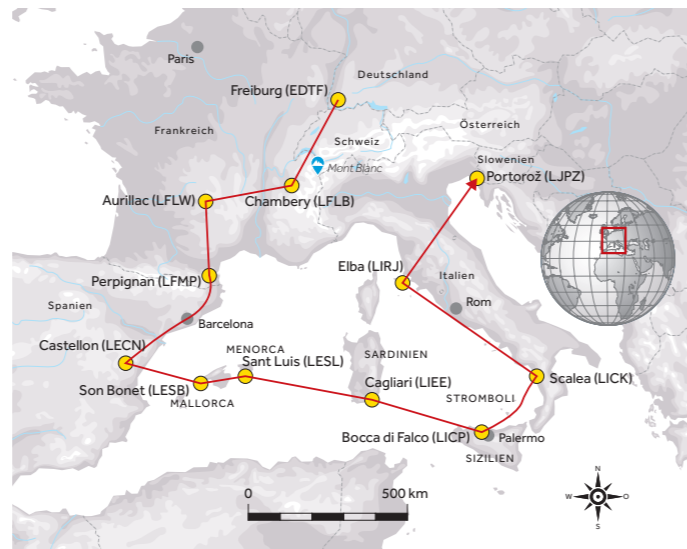 Paris
Deutschland
Freiburg (EDTF)
Frankreich
Österreich
Schweiz
Slowenien
Mont Blanc
Portorož (LJPZ)
Chambery (LFLB)
Aurillac (LFLW)
Perpignan (LFMP)
Elba (LIRJ)
Italien
Rom
Spanien
Barcelona
Castellon (LECN)
MENORCA
Sant Luis (LESL)
SARDINIEN
Scalea (LICK)
Cagliari (LIEE)
Son Bonet (LESB)
MALLORCA
STROMBOLI
Bocca di Falco (LICP)
Palermo
SIZILIEN
0
500 km
N
W
O
S